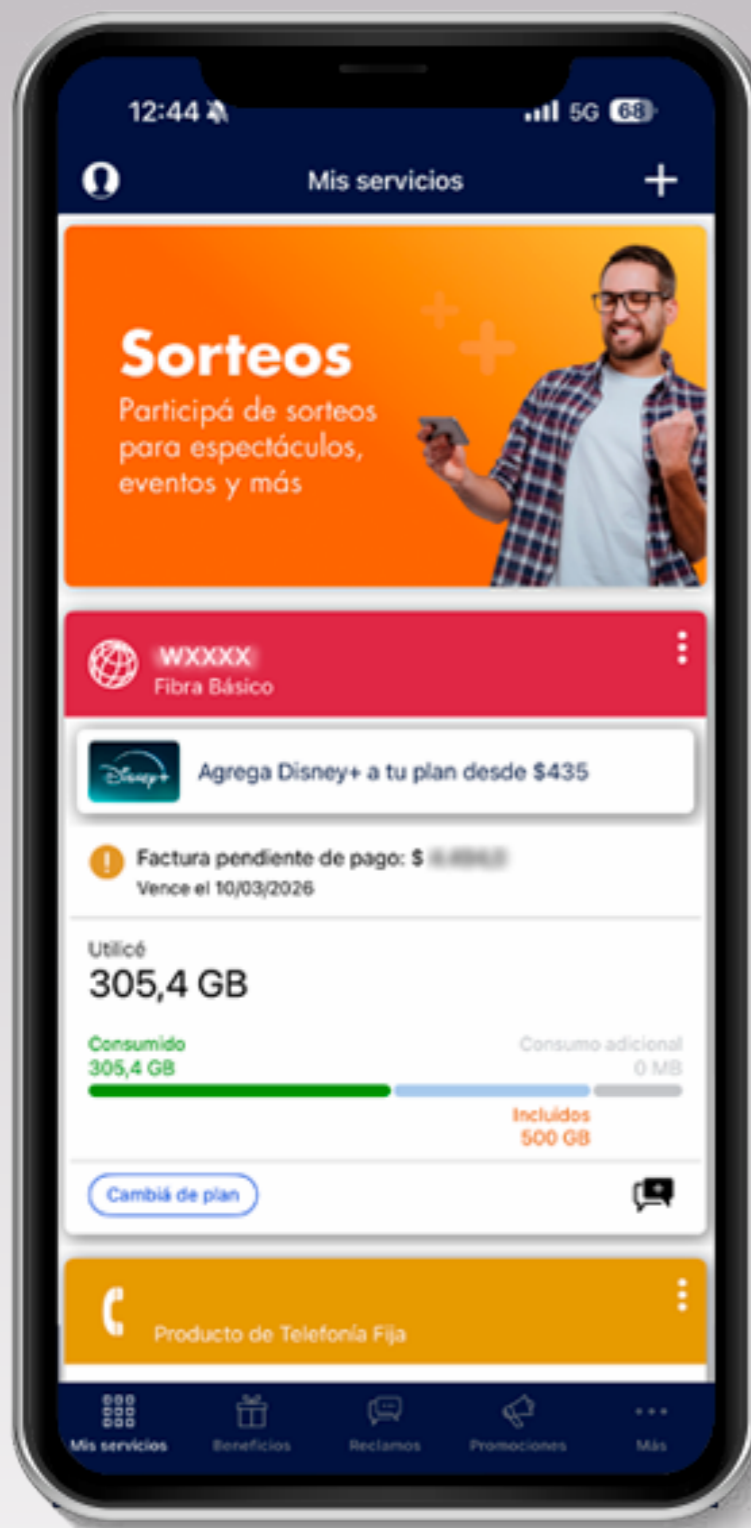 12:44
5G 68
Mis servicios
Sorteos
Participá de sorteos
para espectáculos,
eventos y más
WXXXX
Fibra Básico
Disney+
Agrega Disney+ a tu plan desde $435
Factura pendiente de pago: $
Vence el 10/03/2026
Utilicé
305,4 GB
Consumido
305,4 GB
Consumo adicional
0 MB
Incluidos
500 GB
Cambiá de plan
Producto de Telefonía Fija
Mis servicios
Beneficios
Reclamos
Promociones
Más